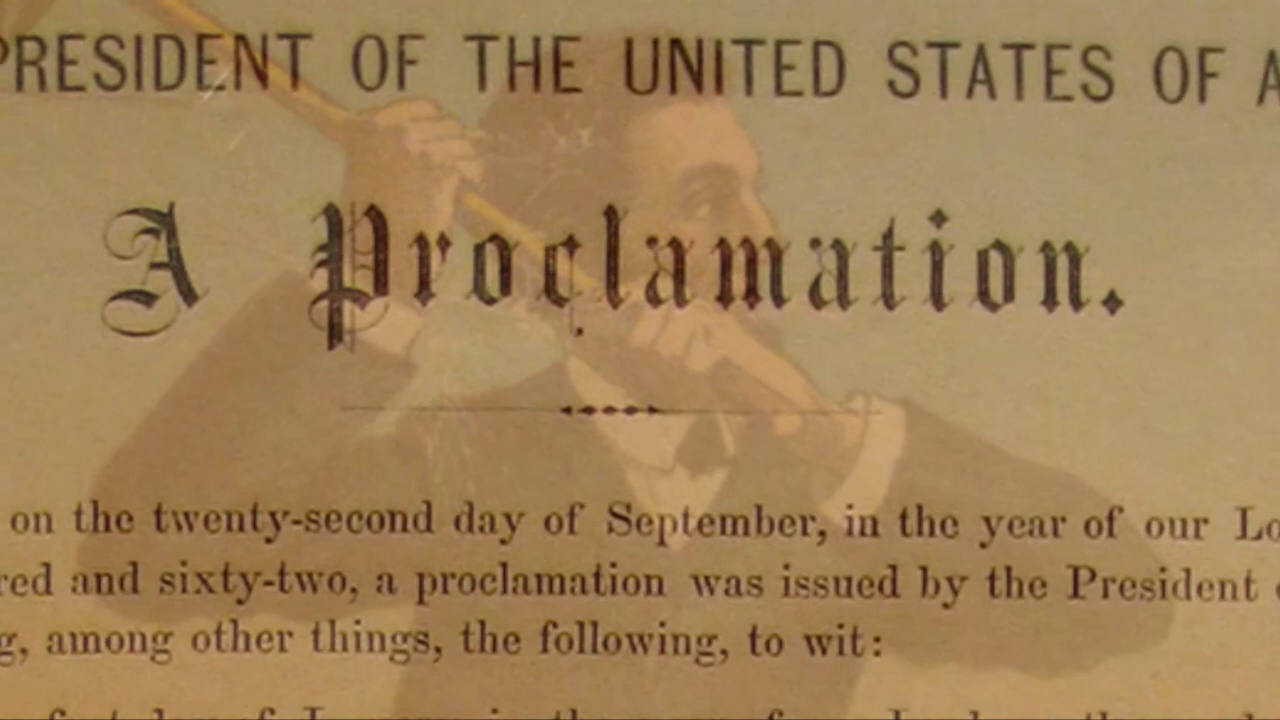 PRESIDENT OF THE UNITED STATES OF A
A Proclamation.
on the twenty-second day of September, in the year of our Lo
red and sixty-two, a proclamation was issued by the President
g, among other things, the following, to wit: